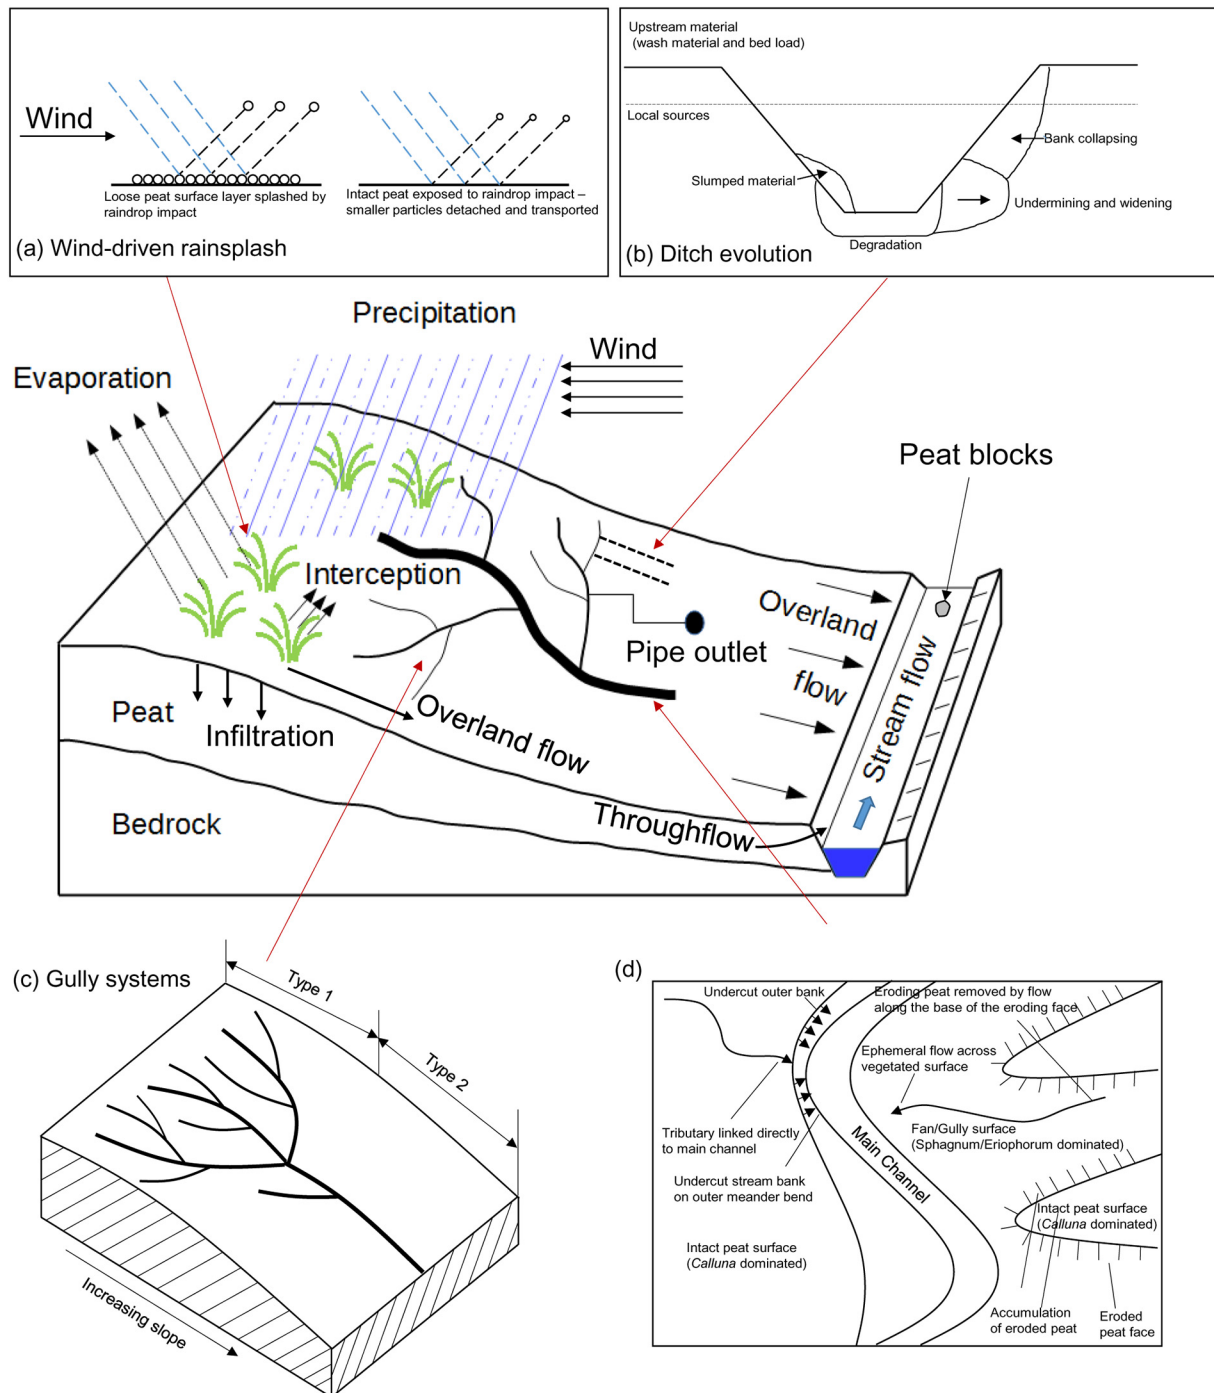 Wind
Loose peat surface layer splashed by
raindrop impact
Intact peat exposed to raindrop impact –
smaller particles detached and transported
(a) Wind-driven rainsplash
Upstream material
(wash material and bed load)
Local sources
Bank collapsing
Slumped material
Undermining and widening
Degradation
(b) Ditch evolution
Precipitation
Wind
Evaporation
Peat blocks
Interception
Overland
flow
Pipe outlet
Stream flow
Peat
Infiltration
Overland flow
Bedrock
Throughflow
(c) Gully systems
Type 1
Type 2
Increasing slope
(d)
Undercut outer bank
Eroding peat removed by flow
along the base of the eroding face
Ephemeral flow across
vegetated surface
Tributary linked directly
to main channel
Fan/Gully surface
(Sphagnum/Eriophorum dominated)
Main Channel
Undercut stream bank
on outer meander bend
Intact peat surface
(Calluna dominated)
Intact peat surface
(Calluna dominated)
Accumulation
of eroded peat
Eroded
peat face